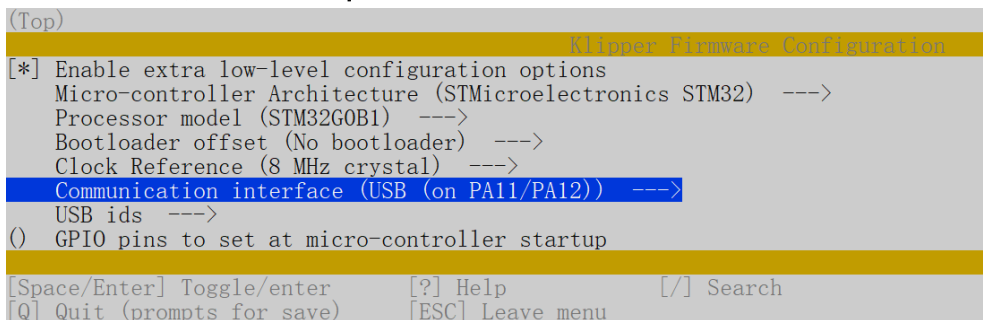 (Top)
Klipper Firmware Configuration
[*] Enable extra low-level configuration options
Micro-controller Architecture (STMicroelectronics STM32) --->
Processor model (STM32G0B1) --->
Bootloader offset (No bootloader) --->
Clock Reference (8 MHz crystal) --->
Communication interface (USB (on PA11/PA12)) --->
USB ids --->
() GPIO pins to set at micro-controller startup
[Space/Enter] Toggle/enter [?] Help [/] Search
[Q] Quit (prompts for save) [ESC] Leave menu